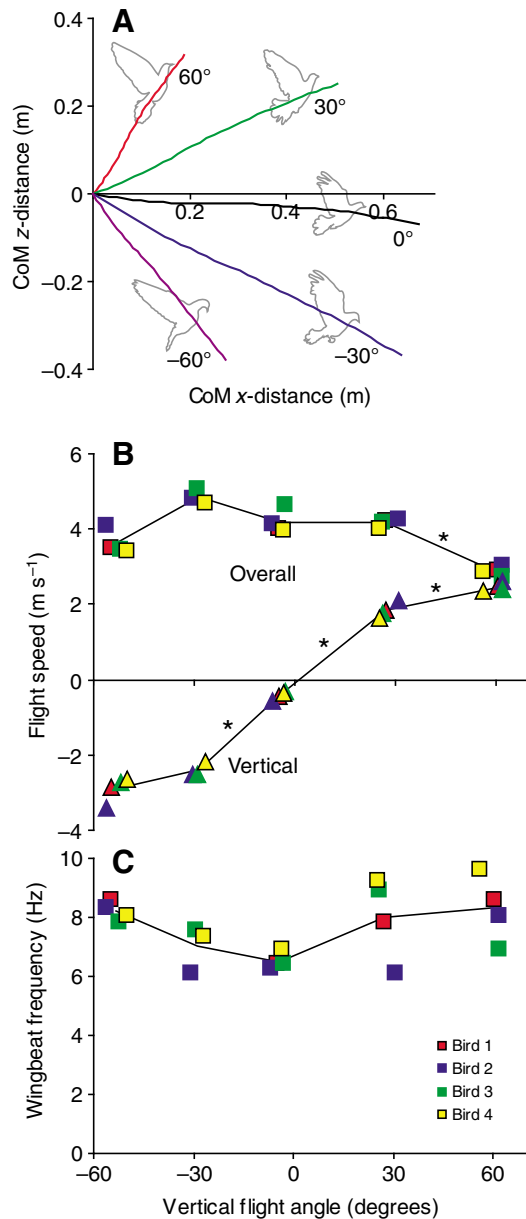 A
0.4
60°
0.2
30°
CoM z-distance (m)
0
0.2
0.4
0.6
0°
−0.2
−60°
−30°
−0.4
CoM x-distance (m)
B
6
4
*
Overall
*
2
*
Flight speed (m s−1)
0
*
−2
Vertical
−4
C
10
8
Wingbeat frequency (Hz)
6
4
Bird 1
Bird 2
2
Bird 3
Bird 4
0
−60
−30
0
30
60
Vertical flight angle (degrees)